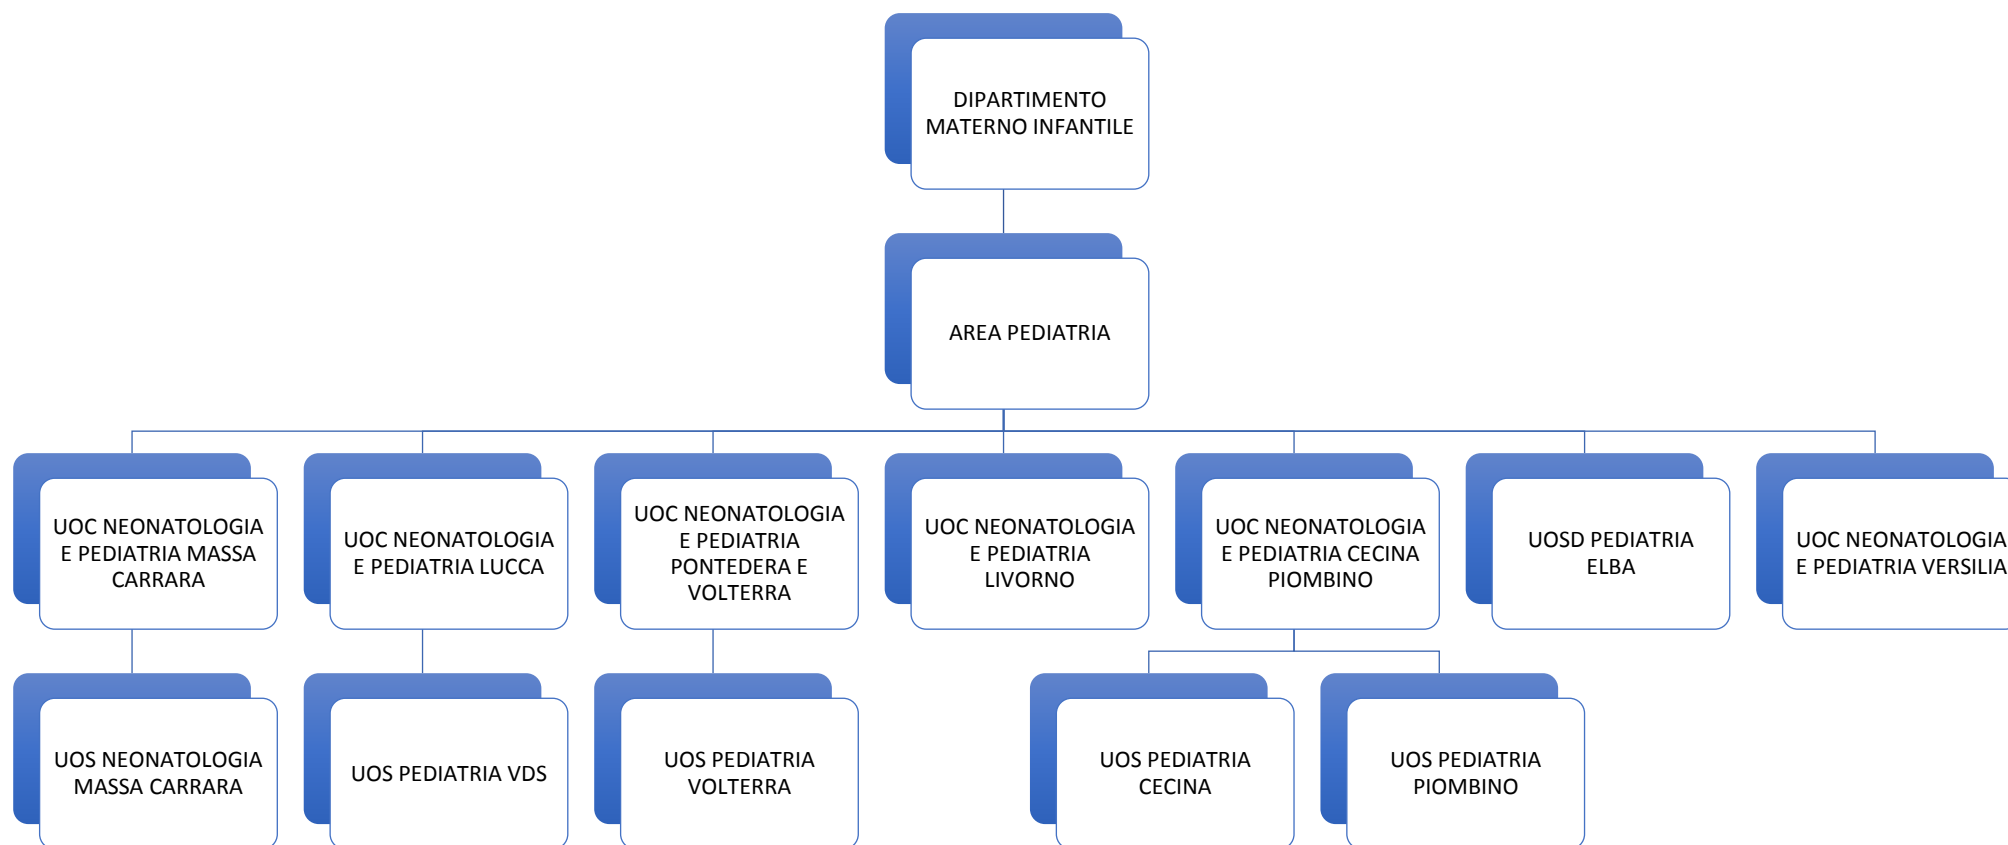 DIPARTIMENTO
MATERNO INFANTILE
AREA PEDIATRIA
UOC NEONATOLOGIA
E PEDIATRIA MASSA
CARRARA
UOC NEONATOLOGIA
E PEDIATRIA LUCCA
UOC NEONATOLOGIA
E PEDIATRIA
PONTEDERA E
VOLTERRA
UOC NEONATOLOGIA
E PEDIATRIA
LIVORNO
UOC NEONATOLOGIA
E PEDIATRIA CECINA
PIOMBINO
UOSD PEDIATRIA
ELBA
UOC NEONATOLOGIA
E PEDIATRIA VERSILIA
UOS NEONATOLOGIA
MASSA CARRARA
UOS PEDIATRIA VDS
UOS PEDIATRIA
VOLTERRA
UOS PEDIATRIA
CECINA
UOS PEDIATRIA
PIOMBINO